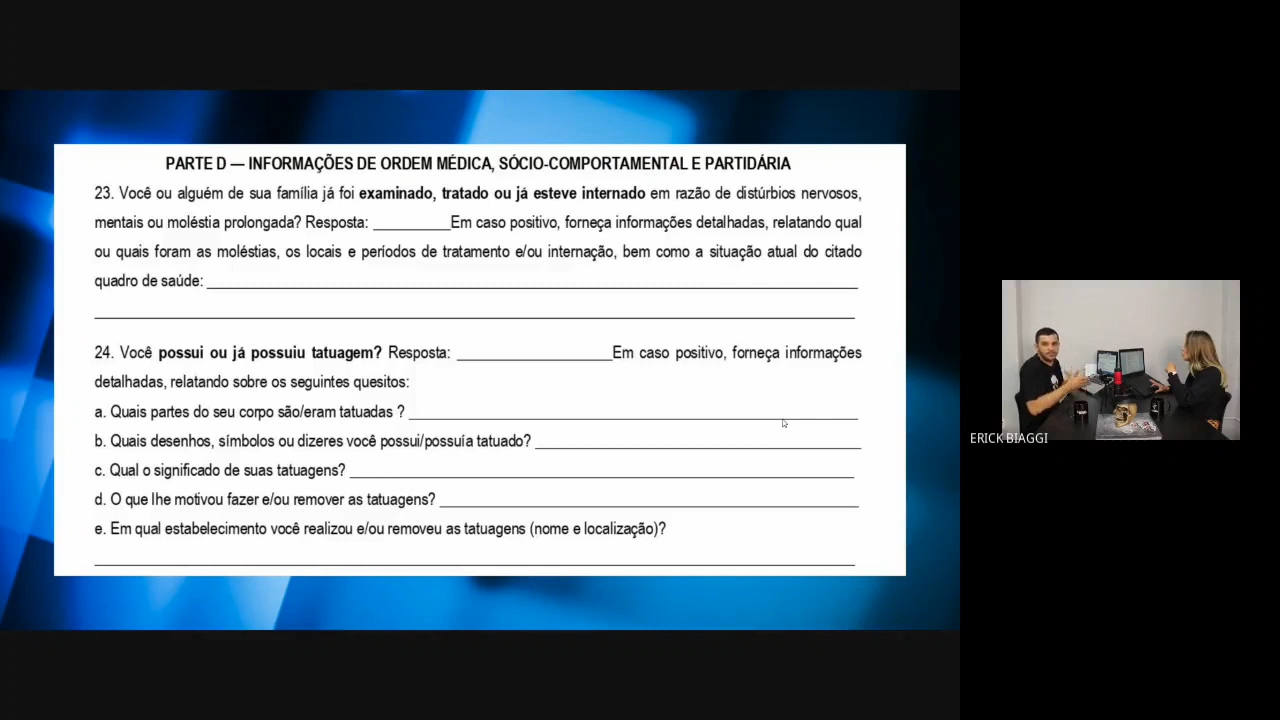 PARTE D — INFORMAÇÕES DE ORDEM MÉDICA, SÓCIO-COMPORTAMENTAL E PARTIDÁRIA
23. Você ou alguém de sua família já foi examinado, tratado ou já esteve internado em razão de distúrbios nervosos,
mentais ou moléstia prolongada? Resposta: __________Em caso positivo, forneça informações detalhadas, relatando qual
ou quais foram as moléstias, os locais e períodos de tratamento e/ou internação, bem como a situação atual do citado
quadro de saúde: ______________________________
24. Você possui ou já possuiu tatuagem? Resposta: ____________________Em caso positivo, forneça informações
detalhadas, relatando sobre os seguintes quesitos:
a. Quais partes do seu corpo são/eram tatuadas ? ______________________________
b. Quais desenhos, símbolos ou dizeres você possui/possuía tatuado? ______________________________
c. Qual o significado de suas tatuagens? ______________________________
d. O que lhe motivou fazer e/ou remover as tatuagens? ______________________________
e. Em qual estabelecimento você realizou e/ou removeu as tatuagens (nome e localização)?
ERICK BIAGGI